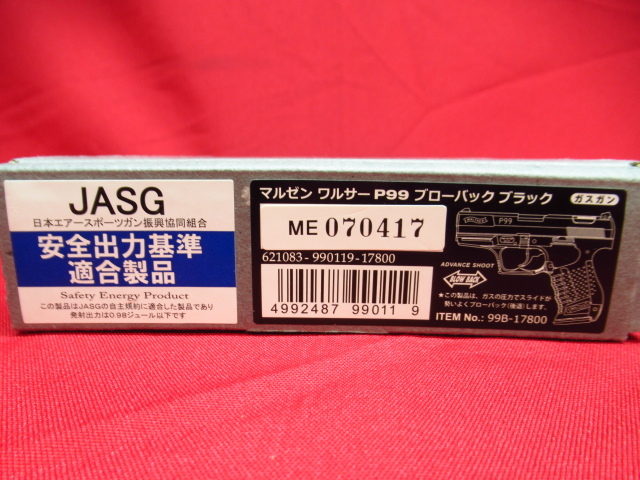 JASG
日本エアースポーツガン振興協同組合
安全出力基準
適合製品
Safety Energy Product
この製品はJASGの自主規約に適合した製品であり
発射出力は0.98ジュール以下です
マルゼン ワルサー P99 ブローバック ブラック
ガスガン
ME 070417
621083-990119-17800
4992487 99011 9
P99
ADVANCE SHOOT
BLOW BACK
★この製品は、ガスの圧力でスライドが
勢いよくブローバック(後退)します。
ITEM No.: 99B-17800